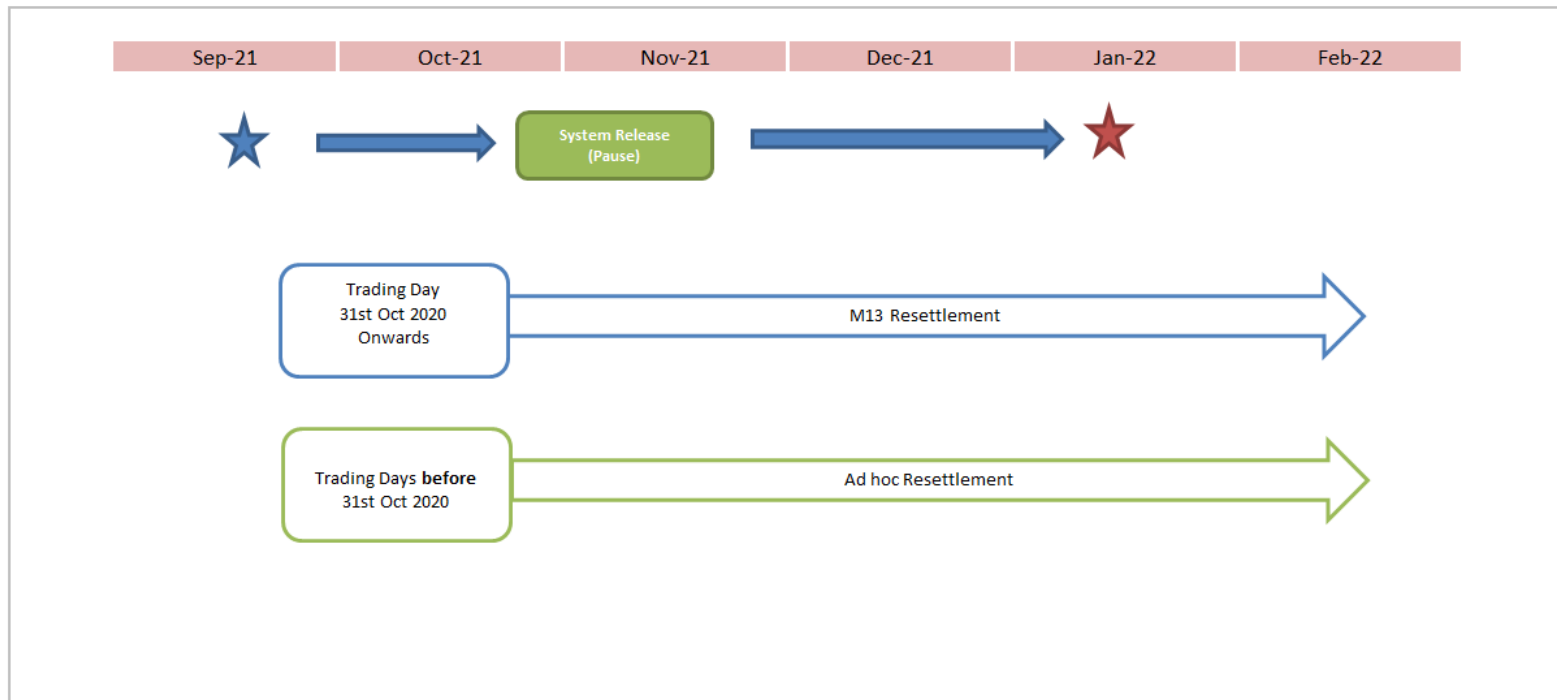 Sep-21 Oct-21 Nov-21 Dec-21 Jan-22 Feb-22
System Release
(Pause)
Trading Day
31st Oct 2020
Onwards
M13 Resettlement
Trading Days before
31st Oct 2020
Ad hoc Resettlement